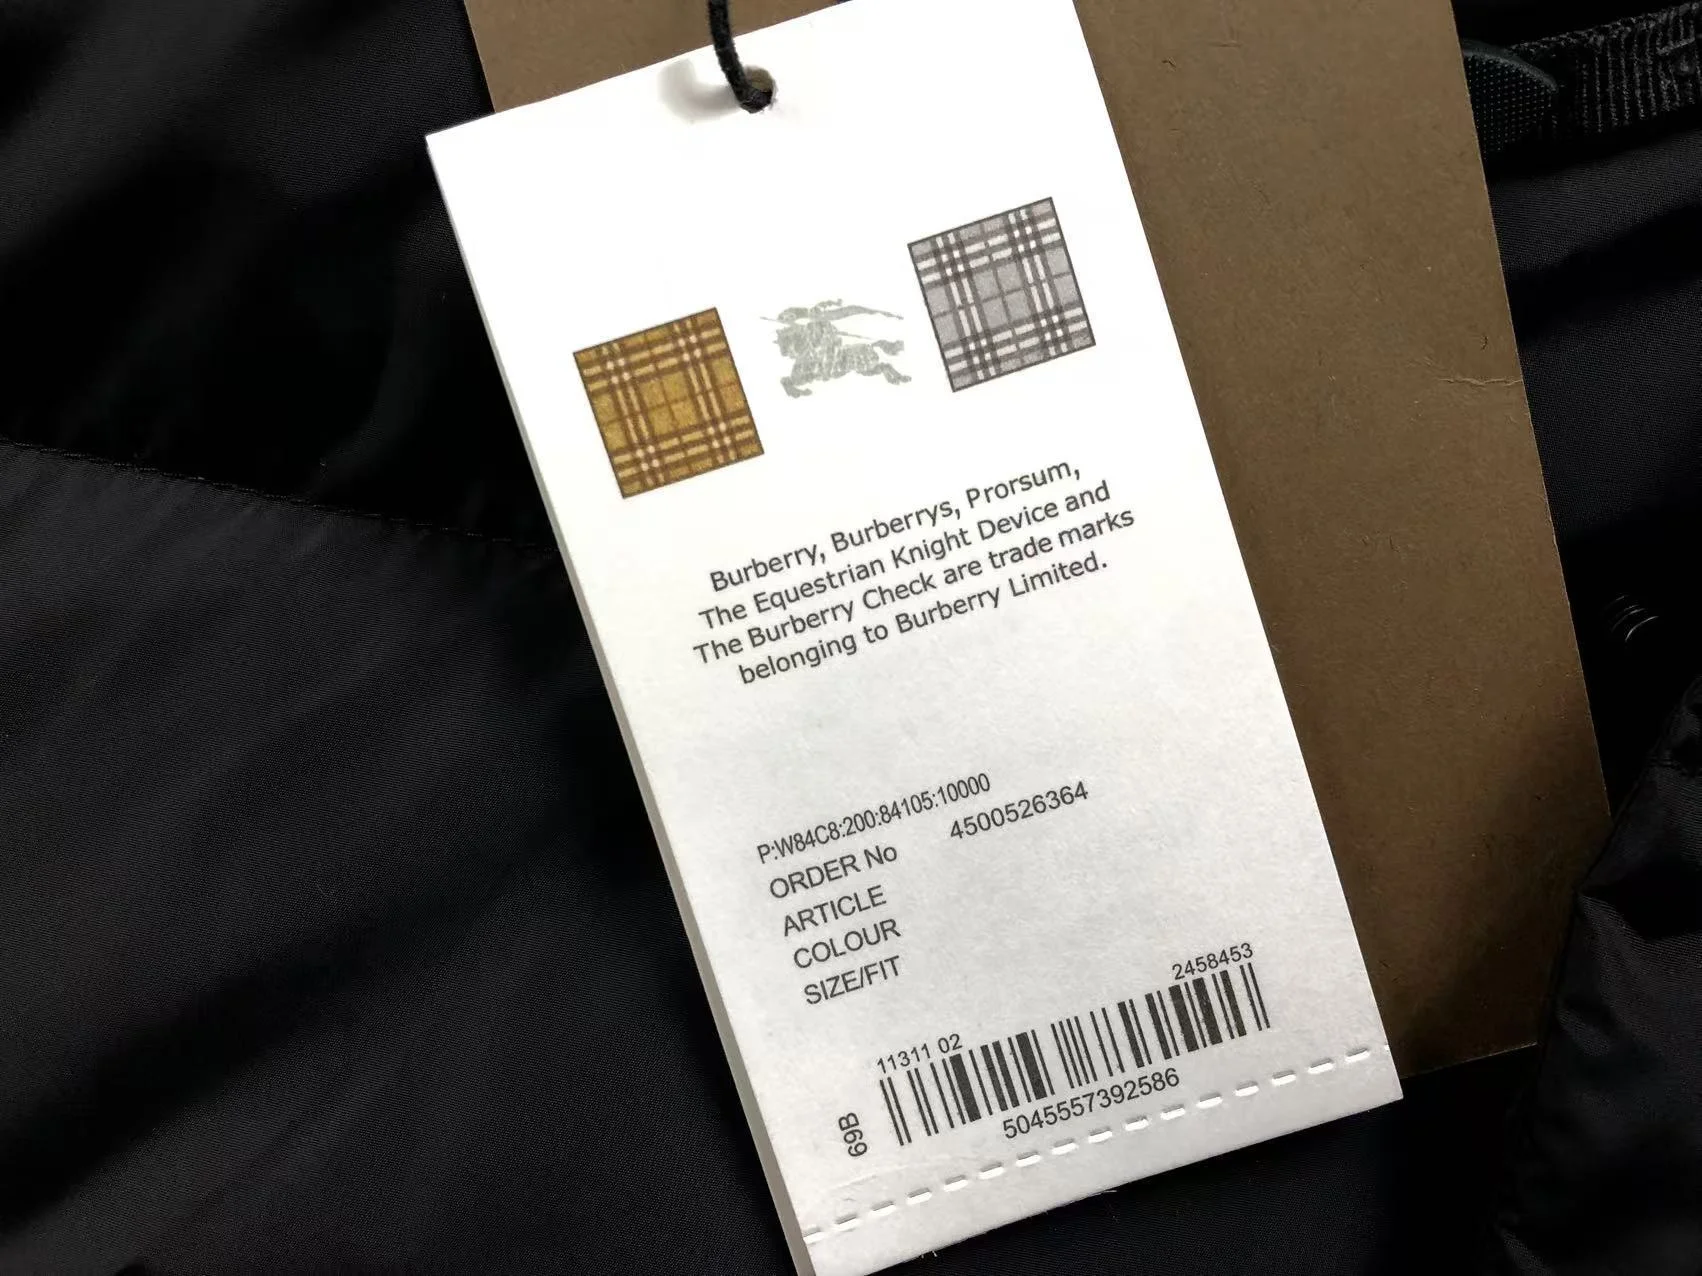 Burberry, Burberrys, Prorsum,
The Equestrian Knight Device and
The Burberry Check are trade marks
belonging to Burberry Limited.
P:W84C8:200:84105:10000
ORDER No 4500526364
ARTICLE
COLOUR
SIZE/FIT
11311 02 2458453
69B
5045557392586